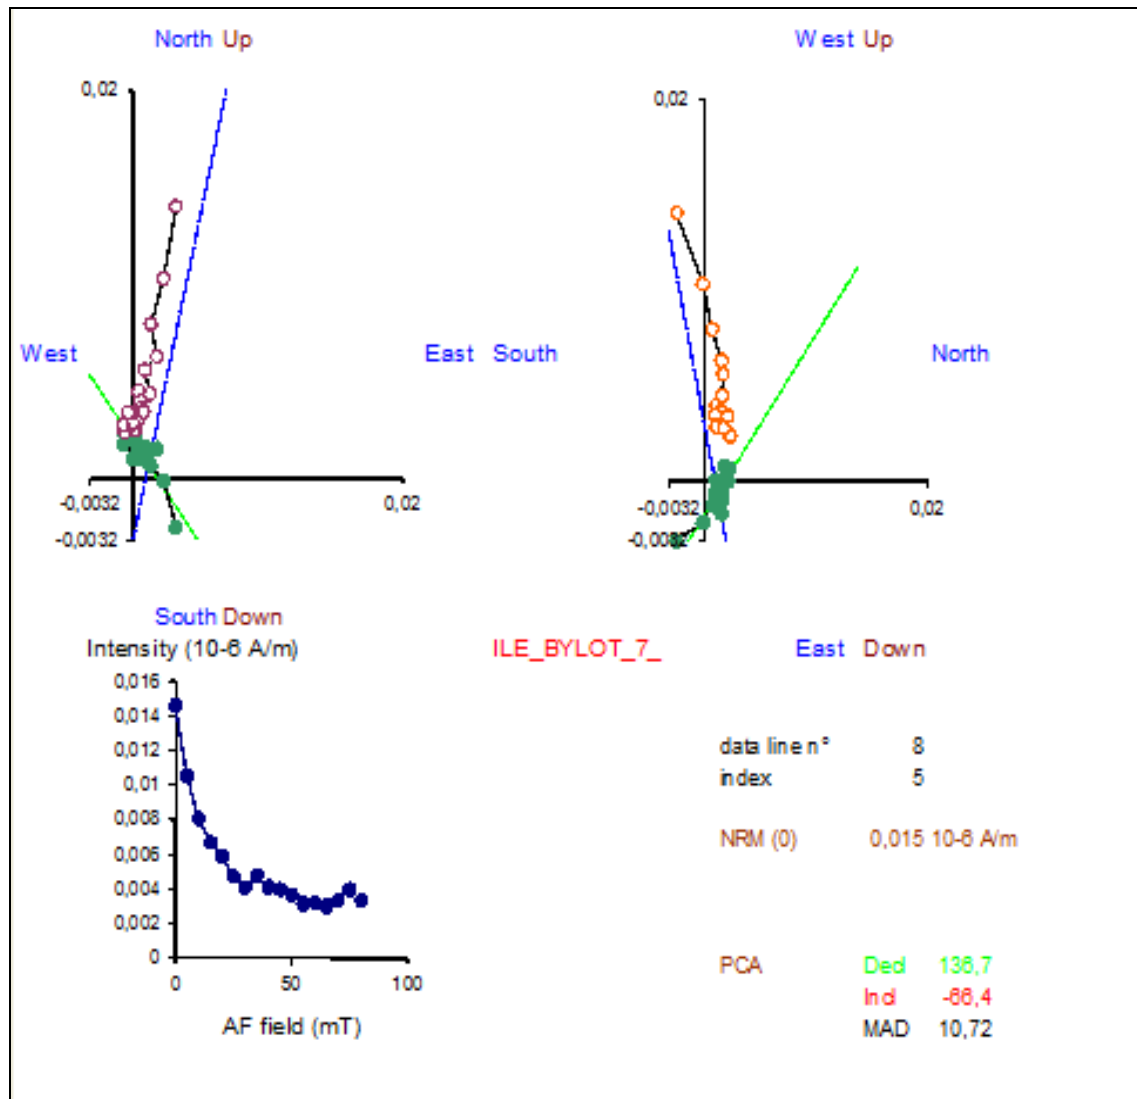 North Up
West Up
0,02
0,02
West
East
South
North
-0,0032
0,02
-0,0032
-0,0032
0,02
-0,0032
South Down
Intensity (10-6 A/m)
ILE_BYLOT_7_
East Down
0,016
0,014
0,012
0,01
0,008
0,006
0,004
0,002
0
0
50
100
AF field (mT)
data line n° 8
index 5
NRM (0) 0,015 10-6 A/m
PCA Decl 136,7
Incl -66,4
MAD 10,72